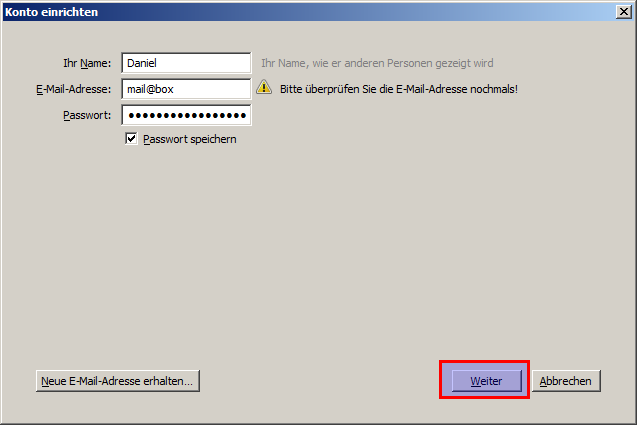 Konto einrichten
Ihr Name: Daniel Ihr Name, wie er anderen Personen gezeigt wird
E-Mail-Adresse: mail@box Bitte überprüfen Sie die E-Mail-Adresse nochmals!
Passwort: •••••••••••••••••
Passwort speichern
Neue E-Mail-Adresse erhalten... Weiter Abbrechen